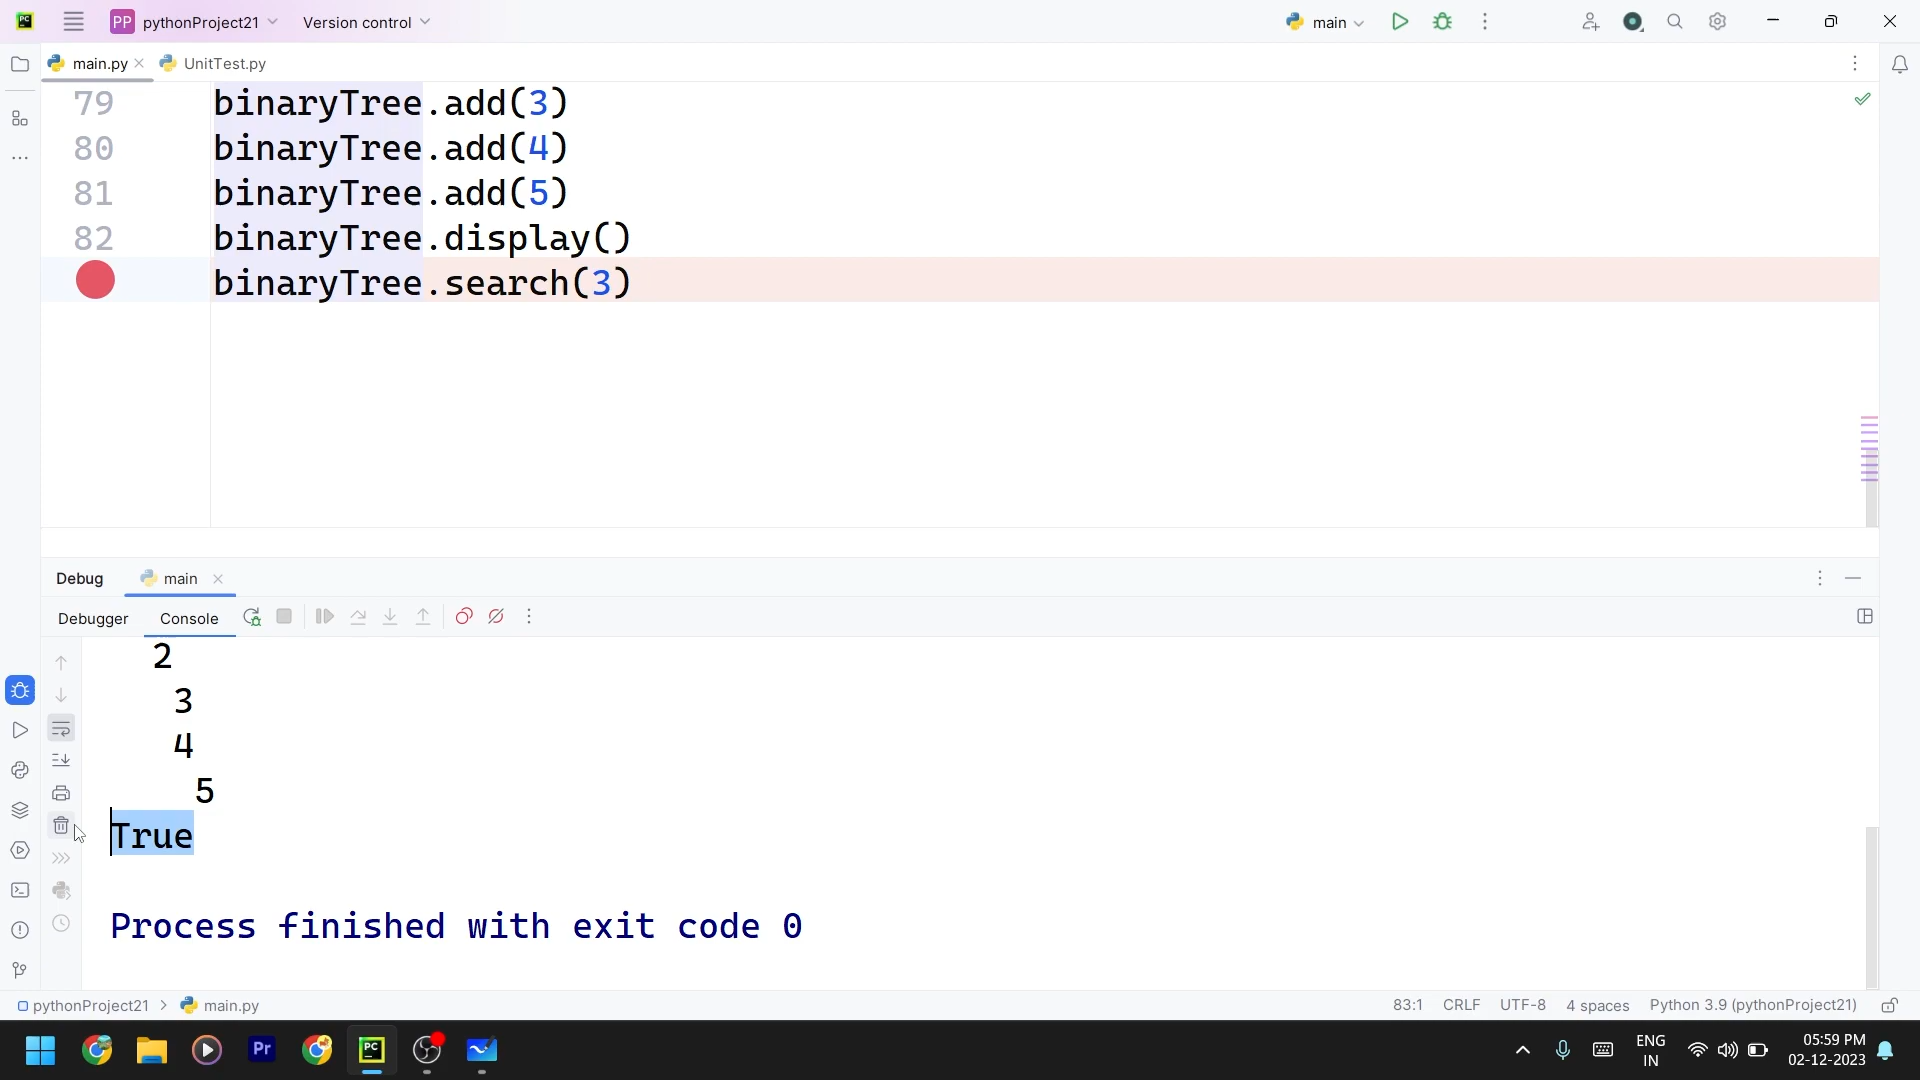 PP pythonProject21 Version control main
main.py UnitTest.py
79 binaryTree.add(3)
80 binaryTree.add(4)
81 binaryTree.add(5)
82 binaryTree.display()
binaryTree.search(3)
Debug main
Debugger Console
2
3
4
5
True
Process finished with exit code 0
pythonProject21 > main.py 83:1 CRLF UTF-8 4 spaces Python 3.9 (pythonProject21)
Pr PC ENG 05:59 PM
IN 02-12-2023